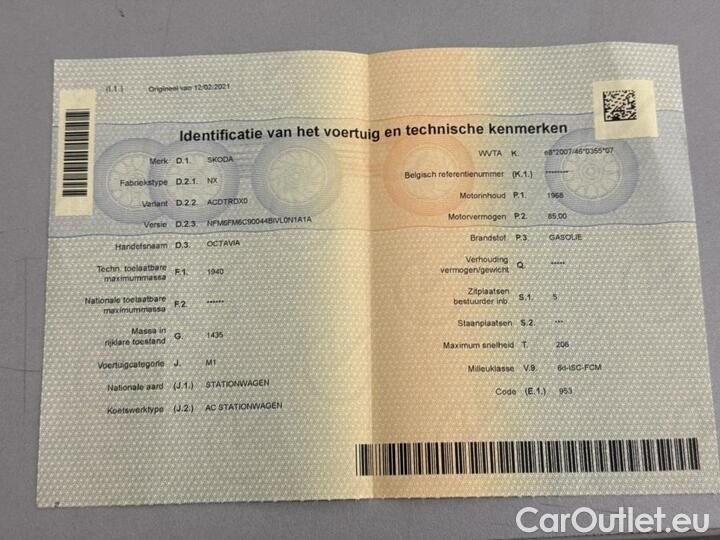 (I.1.) Origineel van 12/02/2021
Identificatie van het voertuig en technische kenmerken
Merk D.1. SKODA
Fabriekstype D.2.1. NX
Variant D.2.2. ACDTRDX0
Versie D.2.3. NFM6FM6C90044BIVL0N1A1A
Handelsnaam D.3. OCTAVIA
Techn. toelaatbare
maximummassa F.1. 1940
Nationale toelaatbare
maximummassa F.2. ******
Massa in
rijklare toestand G. 1435
Voertuigcategorie J. M1
Nationale aard (J.1.) STATIONWAGEN
Koetswerktype (J.2.) AC STATIONWAGEN
WVTA K. e8*2007/46*0355*07
Belgisch referentienummer (K.1.) ********
Motorinhoud P.1. 1968
Motorvermogen P.2. 85,00
Brandstof P.3. GASOLIE
Verhouding
vermogen/gewicht Q. *****
Zitplaatsen
bestuurder inb. S.1. 5
Staanplaatsen S.2. ***
Maximum snelheid T. 206
Milieuklasse V.9. 6d-ISC-FCM
Code (E.1.) 953
CarOutlet.eu